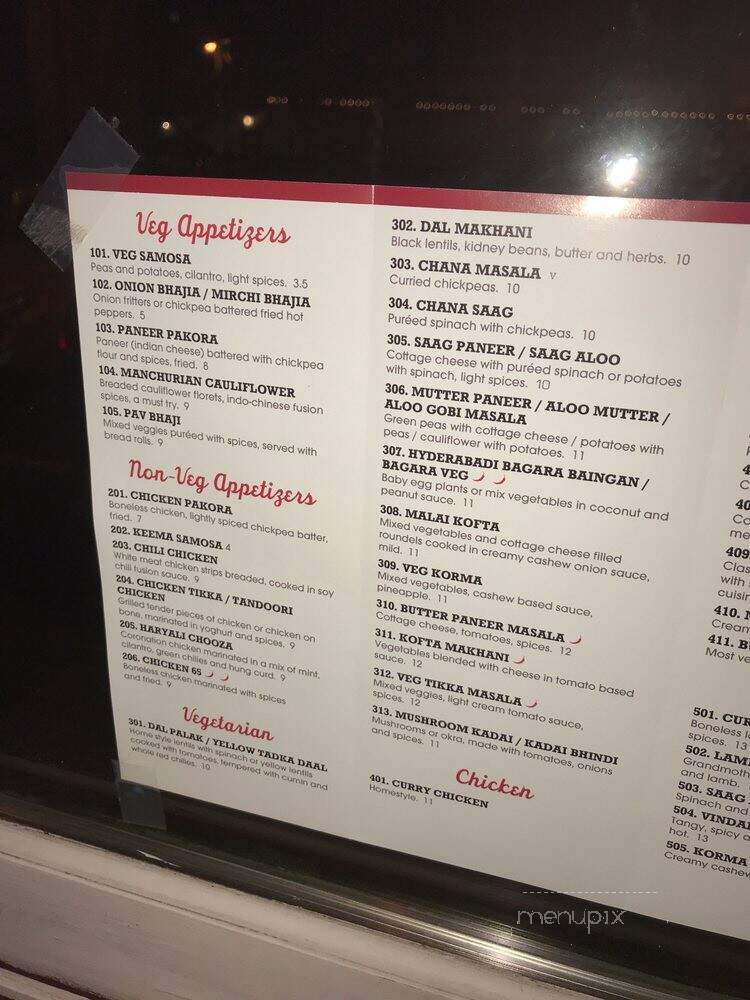 Veg Appetizers
101. VEG SAMOSA
Peas and potatoes, cilantro, light spices. 3.5
102. ONION BHAJIA / MIRCHI BHAJIA
Onion fritters or chickpea battered fried hot
peppers. 5
103. PANEER PAKORA
Paneer (indian cheese) battered with chickpea
flour and spices, fried. 8
104. MANCHURIAN CAULIFLOWER
Breaded cauliflower florets, indo-chinese fusion
spices, a must try. 9
105. PAV BHAJI
Mixed veggies puréed with spices, served with
bread rolls. 9
Non-Veg Appetizers
201. CHICKEN PAKORA
Boneless chicken, lightly spiced chickpea batter,
fried. 7
202. KEEMA SAMOSA 4
203. CHILI CHICKEN
White meat chicken strips breaded, cooked in soy
chili fusion sauce. 9
204. CHICKEN TIKKA / TANDOORI
CHICKEN
Grilled tender pieces of chicken or chicken on
bone, marinated in yoghurt and spices. 9
205. HARYALI CHOOZA
Coronation chicken marinated in a mix of mint,
cilantro, green chilies and hung curd. 9
206. CHICKEN 65
Boneless chicken marinated with spices
and fried. 9
Vegetarian
301. DAL PALAK / YELLOW TADKA DAAL
Home style lentils with spinach or yellow lentils
cooked with tomatoes, tempered with cumin and
whole red chilies. 10
302. DAL MAKHANI
Black lentils, kidney beans, butter and herbs. 10
303. CHANA MASALA V
Curried chickpeas. 10
304. CHANA SAAG
Puréed spinach with chickpeas. 10
305. SAAG PANEER / SAAG ALOO
Cottage cheese with puréed spinach or potatoes
with spinach, light spices. 10
306. MUTTER PANEER / ALOO MUTTER /
ALOO GOBI MASALA
Green peas with cottage cheese / potatoes with
peas / cauliflower with potatoes. 11
307. HYDERABADI BAGARA BAINGAN /
BAGARA VEG
Baby egg plants or mix vegetables in coconut and
peanut sauce. 11
308. MALAI KOFTA
Mixed vegetables and cottage cheese filled
roundels cooked in creamy cashew onion sauce,
mild. 11
309. VEG KORMA
Mixed vegetables, cashew based sauce,
pineapple. 11
310. BUTTER PANEER MASALA
Cottage cheese, tomatoes, spices. 12
311. KOFTA MAKHANI
Vegetables blended with cheese in tomato based
sauce. 12
312. VEG TIKKA MASALA
Mixed veggies, light cream tomato sauce,
spices. 12
313. MUSHROOM KADAI / KADAI BHINDI
Mushrooms or okra, made with tomatoes, onions
and spices. 11
Chicken
401. CURRY CHICKEN
Homestyle. 11
409.
Clas
with
cuisin
410.
Cream
411.
Most ve
501. CUR
Boneless
spices. 13
502. LAM
Grandmoth
and lamb.
503. SAAG
Spinach and
504. VINDA
Tangy, spicy
hot. 13
505. KORMA
Creamy cashew
menupix